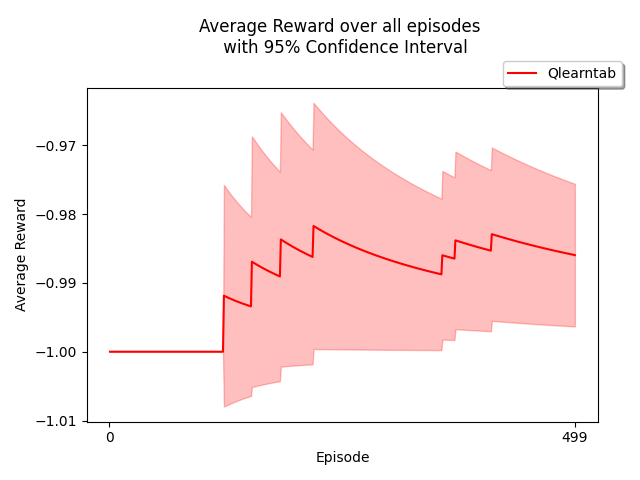 Average Reward over all episodes
with 95% Confidence Interval
Qlearntab
−0.97
−0.98
−0.99
−1.00
−1.01
Average Reward
0
499
Episode